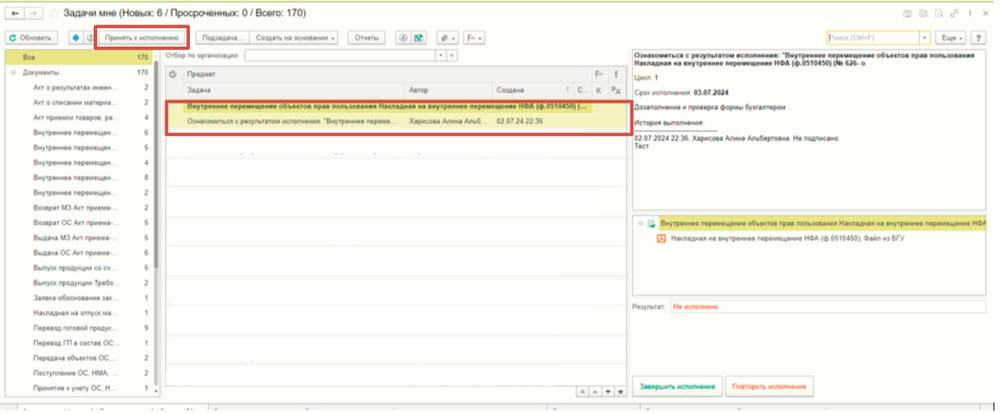 Задачи мне (Новых: 6 / Просроченных: 0 / Всего: 170)
Обновить Принять к исполнению Подзадача... Создать на основании Отчеты Поиск (Ctrl+F) × Еще ?
Все 170
Документы 170
Акт о результатах инвен... 2
Акт о списании материа... 2
Акт приемки товаров, ра... 4
Внутреннее перемещен... 6
Внутреннее перемещен... 5
Внутреннее перемещен... 4
Внутреннее перемещен... 8
Внутреннее перемещен... 2
Возврат МЗ Акт приема-... 2
Возврат ОС Акт приема-... 5
Выдача МЗ Акт приема-... 5
Выдача ОС Акт приема-... 6
Выпуск продукции со сч... 5
Выпуск продукции Требо... 2
Заявка-обоснование зак... 1
Накладная на отпуск ма... 1
Перевод готовой продук... 9
Перевод ГП в состав ОС... 1
Передача объектов ОС,... 2
Поступление ОС, НМА, ... 2
Принятие к учету ОС, Н... 1
Отбор по организации:
Предмет
Задача Автор Создана ↑ С... К Рд
Внутреннее перемещение объектов прав пользования Накладная на внутреннее перемещение НФА (ф.0510450) (...
Ознакомиться с результатом исполнения: "Внутреннее переме... Харисова Алина Альб... 02.07.24 22:36
Ознакомиться с результатом исполнения: "Внутреннее перемещение объектов прав пользования
Накладная на внутреннее перемещение НФА (ф.0510450) (№ 626- о
Цикл: 1
Срок исполнения: 03.07.2024
Дозаполнение и проверка формы бухгалтером
История выполнения:
02.07.2024 22:36, Харисова Алина Альбертовна. Не подписано:
Тест
Внутреннее перемещение объектов прав пользования Накладная на внутреннее перемещение НФА
Накладная на внутреннее перемещение НФА (ф.0510450), Файл из БГУ
Результат: Не исполнено
Завершить исполнение Повторить исполнение